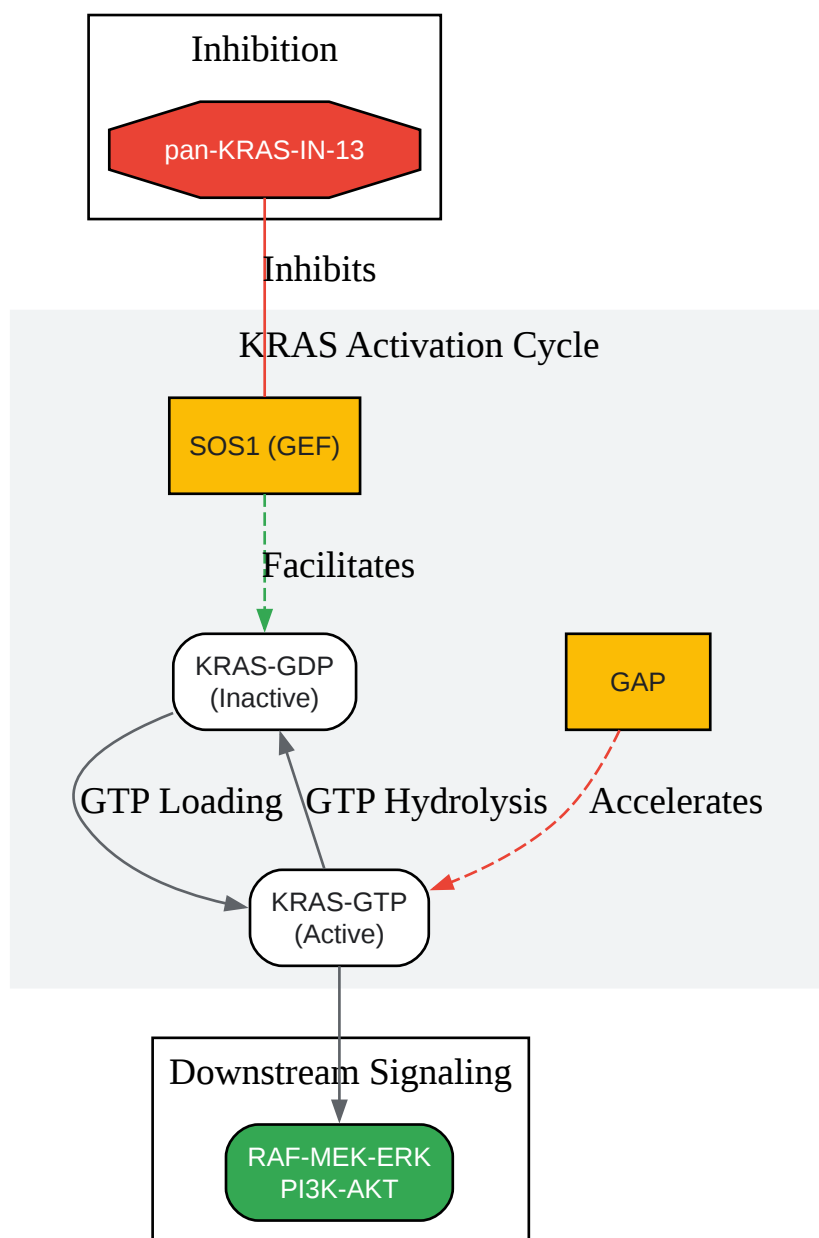 Inhibition
pan-KRAS-IN-13
Inhibits
KRAS Activation Cycle
SOS1 (GEF)
Facilitates
KRAS-GDP
(Inactive)
GAP
GTP Loading
GTP Hydrolysis
Accelerates
KRAS-GTP
(Active)
Downstream Signaling
RAF-MEK-ERK
PI3K-AKT